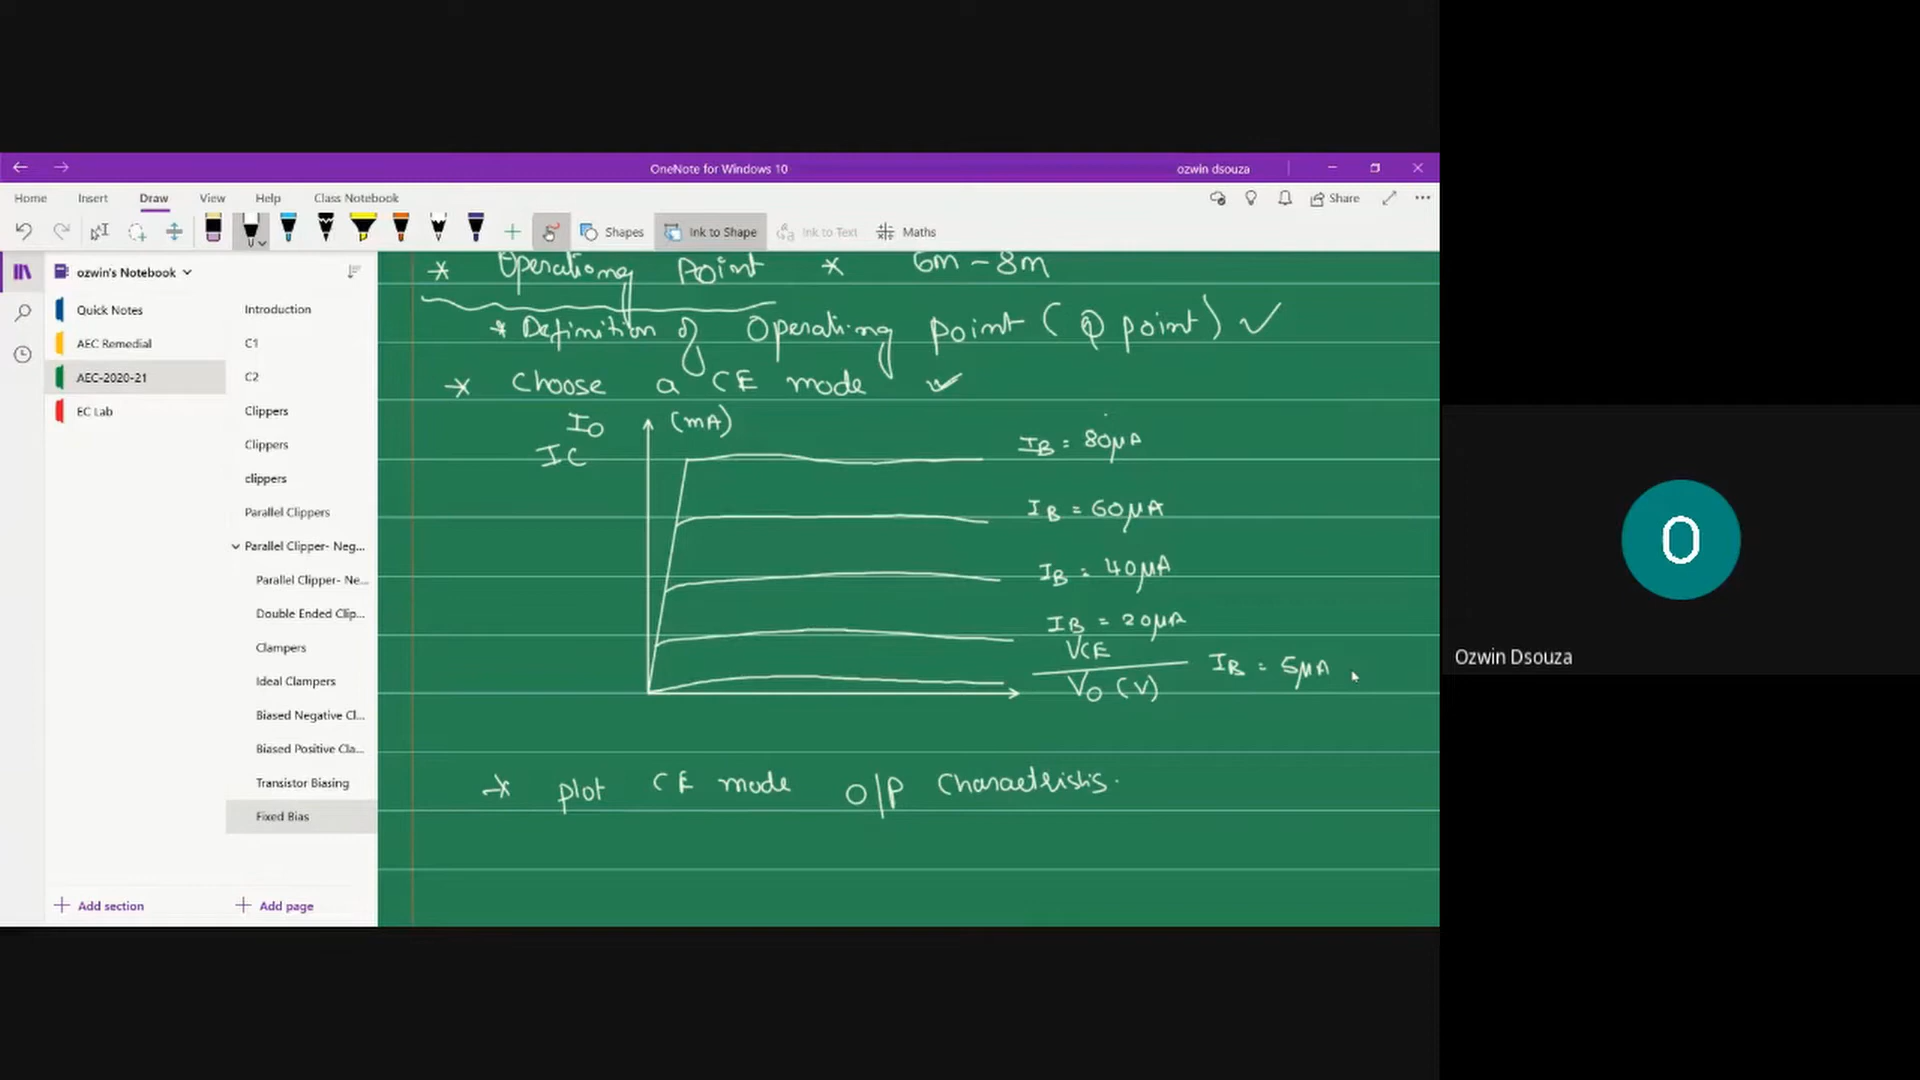 OneNote for Windows 10
ozwin dsouza
Home Insert Draw View Help Class Notebook
Share
Shapes Ink to Shape Ink to Text Maths
ozwin's Notebook
Quick Notes
AEC Remedial
AEC-2020-21
EC Lab
Introduction
C1
C2
Clippers
Clippers
clippers
Parallel Clippers
Parallel Clipper- Neg...
Parallel Clipper- Ne...
Double Ended Clip...
Clampers
Ideal Clampers
Biased Negative Cl...
Biased Positive Cla...
Transistor Biasing
Fixed Bias
Add section
Add page
* Operationg Point * 6m - 8m
* Definition of Operating point ( Q point ) ✓
* Choose a CE mode ✓
IO (mA)
IC
IB = 80μA
IB = 60μA
IB = 40μA
IB = 20μA
VCE
IB = 5μA
VO (V)
* plot CE mode O|P Charactristis.
O
Ozwin Dsouza